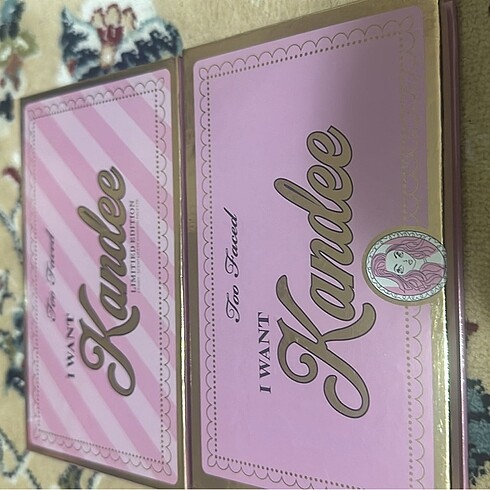 Too Faced
I WANT
Kandee
LIMITED EDITION
Too Faced
I WANT
Kandee